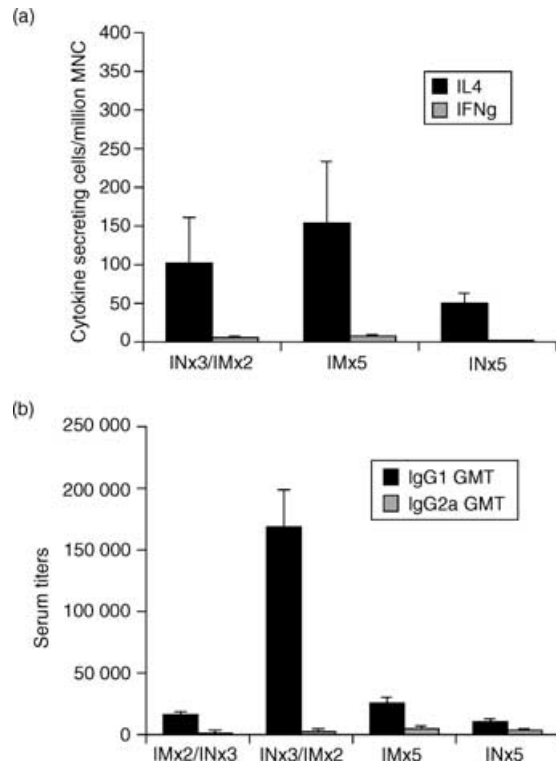 (a)
Cytokine secreting cells/million MNC
400
350
300
250
200
150
100
50
0
IL4
IFNg
INx3/IMx2
IMx5
INx5
(b)
Serum titers
250 000
200 000
150 000
100 000
50 000
0
IgG1 GMT
IgG2a GMT
IMx2/INx3
INx3/IMx2
IMx5
INx5